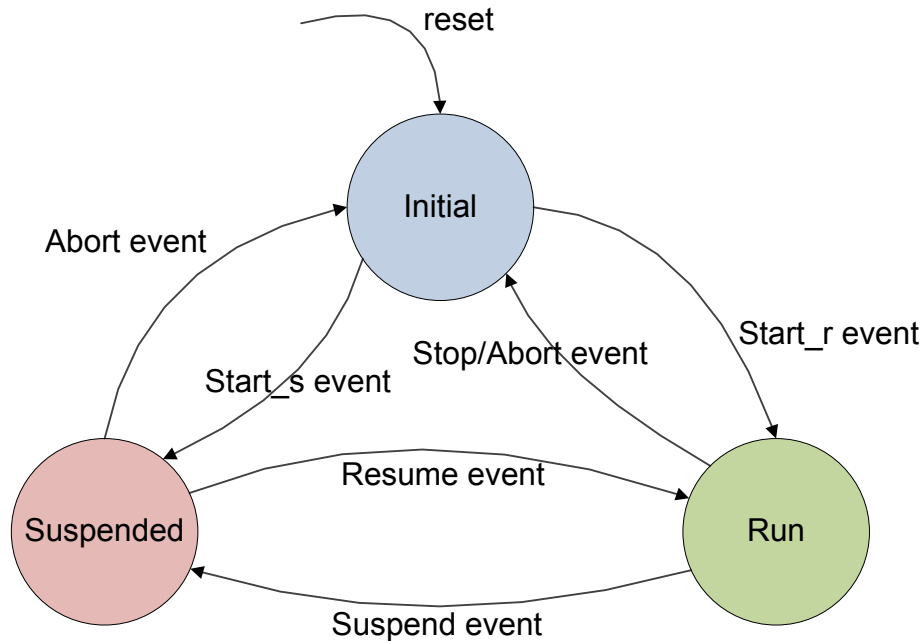 reset
Initial
Abort event
Start_r event
Stop/Abort event
Start_s event
Resume event
Suspended
Run
Suspend event